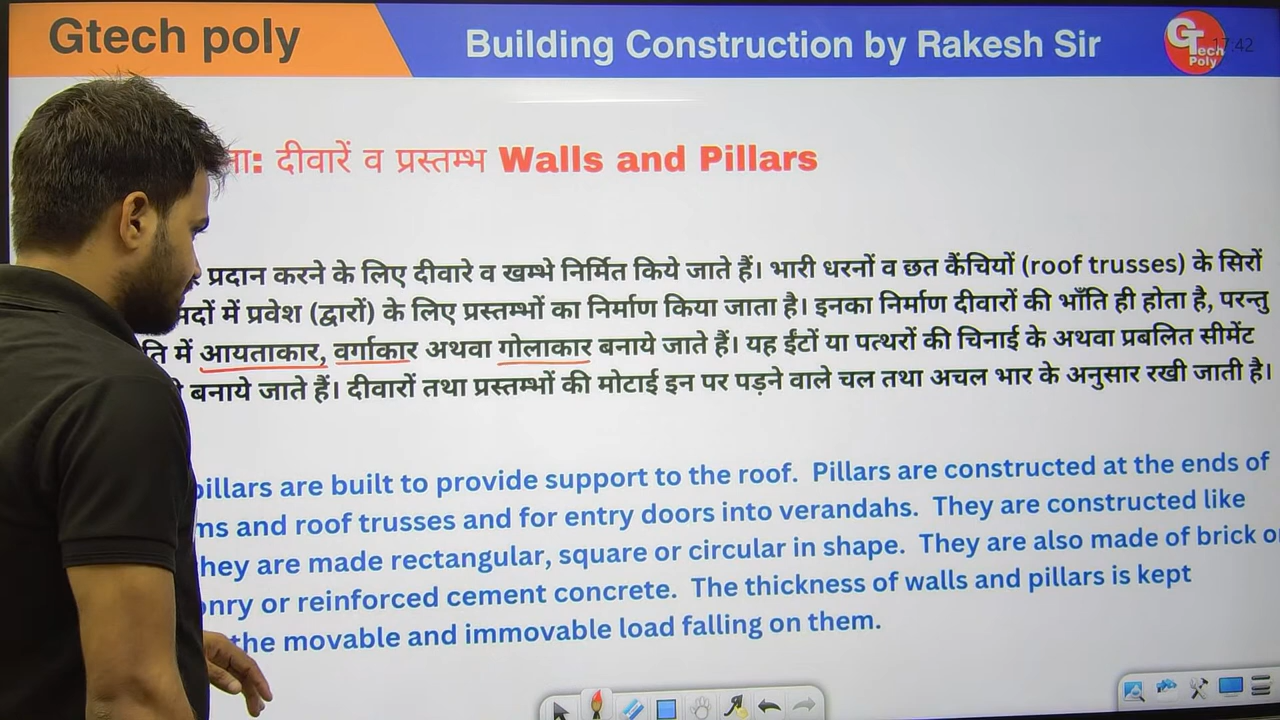 Gtech poly
Building Construction by Rakesh Sir
GTech Poly
17:42
दीवारें व प्रस्तम्भ Walls and Pillars
प्रदान करने के लिए दीवारे व खम्भे निर्मित किये जाते हैं। भारी धरनों व छत कैंचियों (roof trusses) के सिरों
में प्रवेश (द्वारों) के लिए प्रस्तम्भों का निर्माण किया जाता है। इनका निर्माण दीवारों की भाँति ही होता है, परन्तु
में आयताकार, वर्गाकार अथवा गोलाकार बनाये जाते हैं। यह ईंटों या पत्थरों की चिनाई के अथवा प्रबलित सीमेंट
बनाये जाते हैं। दीवारों तथा प्रस्तम्भों की मोटाई इन पर पड़ने वाले चल तथा अचल भार के अनुसार रखी जाती है।
pillars are built to provide support to the roof. Pillars are constructed at the ends of
and roof trusses and for entry doors into verandahs. They are constructed like
they are made rectangular, square or circular in shape. They are also made of brick or
or reinforced cement concrete. The thickness of walls and pillars is kept
the movable and immovable load falling on them.